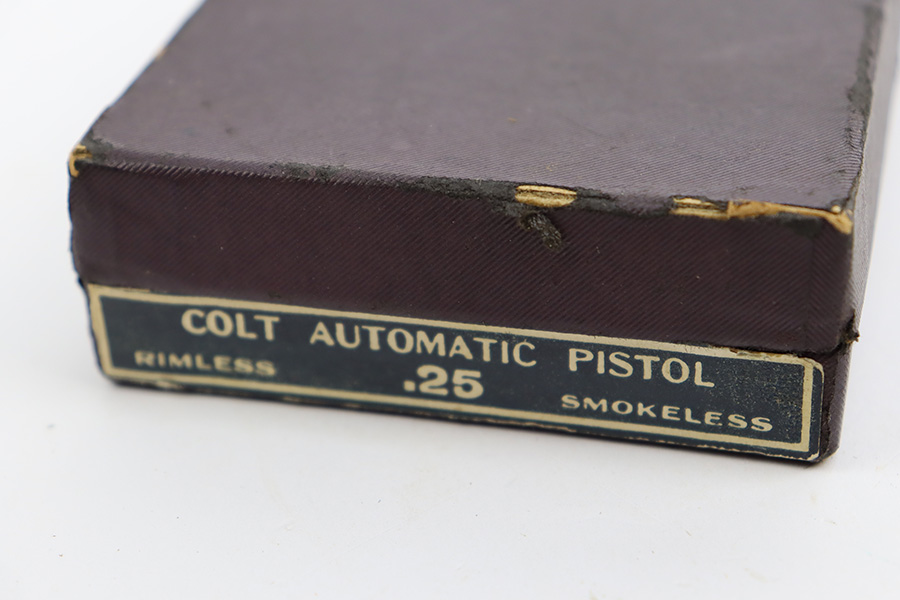 COLT AUTOMATIC PISTOL
RIMLESS .25 SMOKELESS